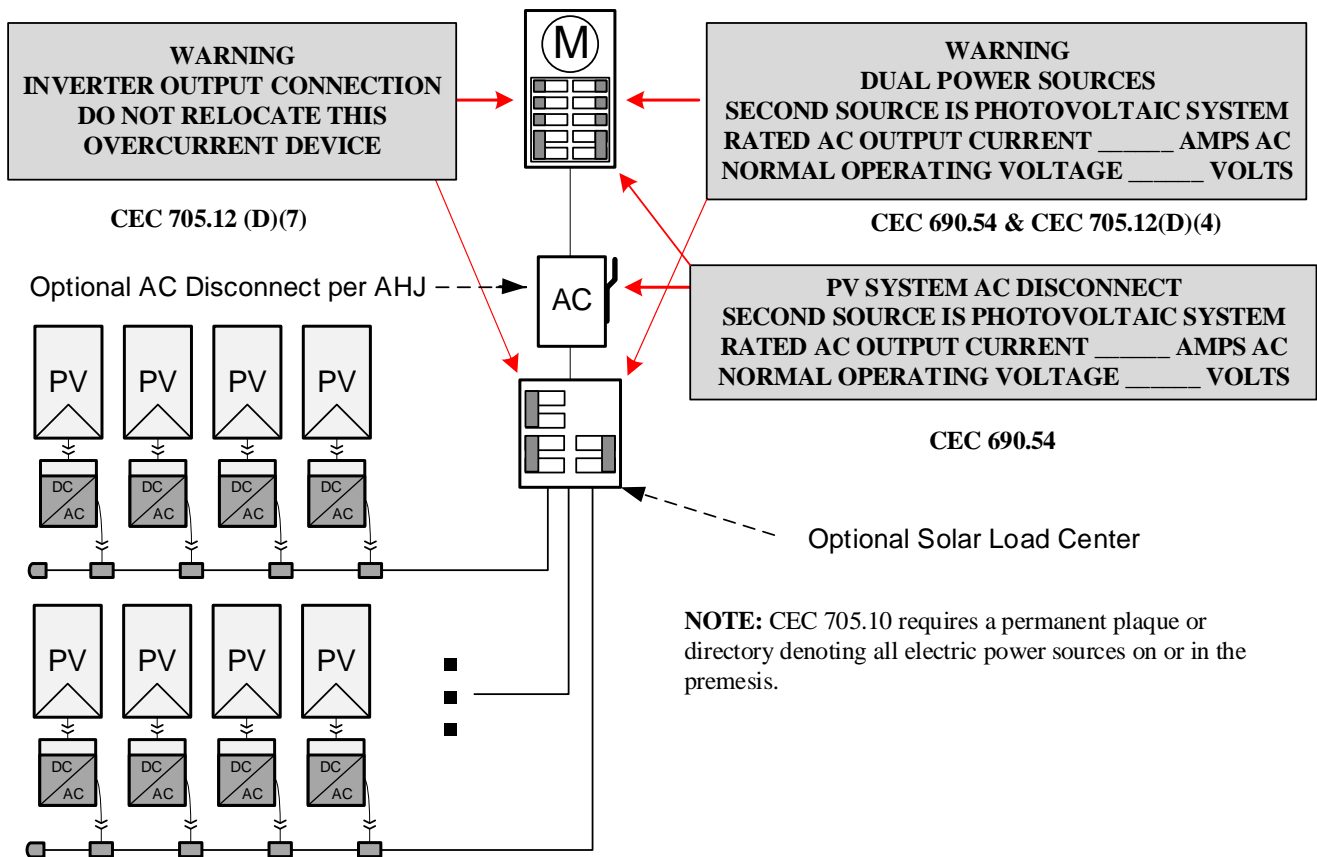 WARNING
INVERTER OUTPUT CONNECTION
DO NOT RELOCATE THIS
OVERCURRENT DEVICE
CEC 705.12 (D)(7)
M
WARNING
DUAL POWER SOURCES
SECOND SOURCE IS PHOTOVOLTAIC SYSTEM
RATED AC OUTPUT CURRENT ______ AMPS AC
NORMAL OPERATING VOLTAGE ______ VOLTS
CEC 690.54 & CEC 705.12(D)(4)
Optional AC Disconnect per AHJ
AC
PV SYSTEM AC DISCONNECT
SECOND SOURCE IS PHOTOVOLTAIC SYSTEM
RATED AC OUTPUT CURRENT ______ AMPS AC
NORMAL OPERATING VOLTAGE ______ VOLTS
CEC 690.54
PV PV PV PV
DC DC DC DC
AC AC AC AC
Optional Solar Load Center
NOTE: CEC 705.10 requires a permanent plaque or
directory denoting all electric power sources on or in the
premesis.
PV PV PV PV
DC DC DC DC
AC AC AC AC